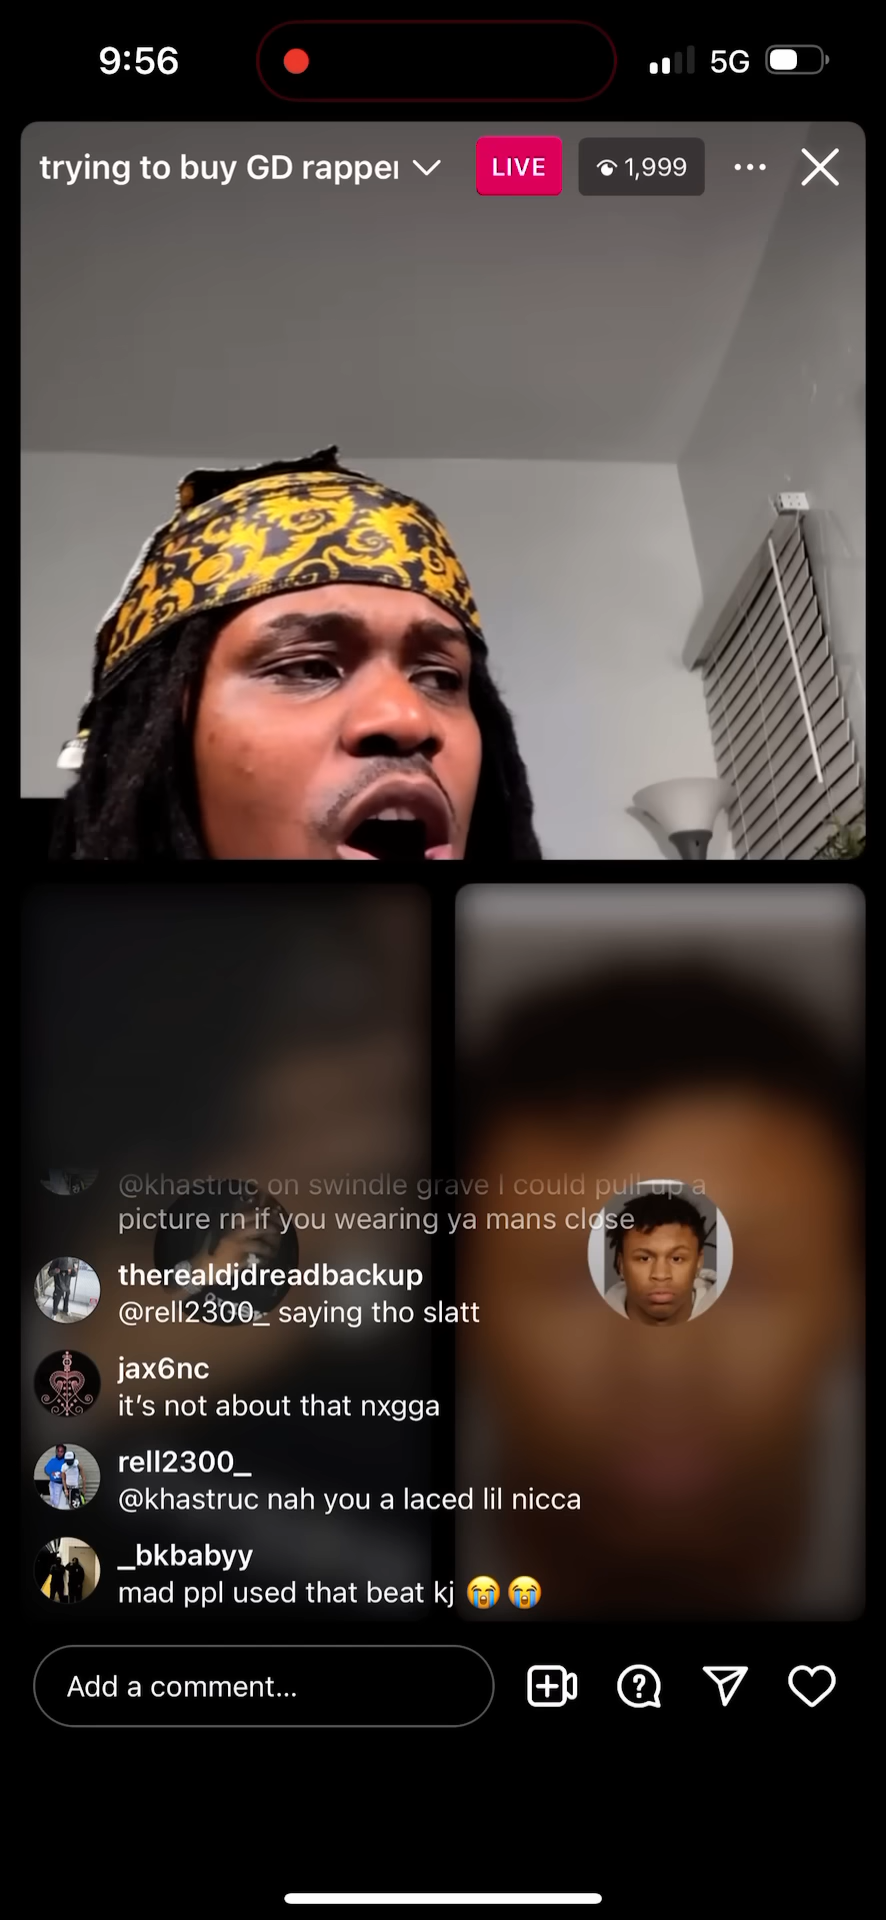 9:56
5G
trying to buy GD rapper
LIVE
1,999
@khastruc on swindle grave I could pull up a
picture rn if you wearing ya mans close
therealdjdreadbackup
@rell2300_ saying tho slatt
jax6nc
it's not about that nxgga
rell2300_
@khastruc nah you a laced lil nicca
_bkbabyy
mad ppl used that beat kj 😭😭
Add a comment...